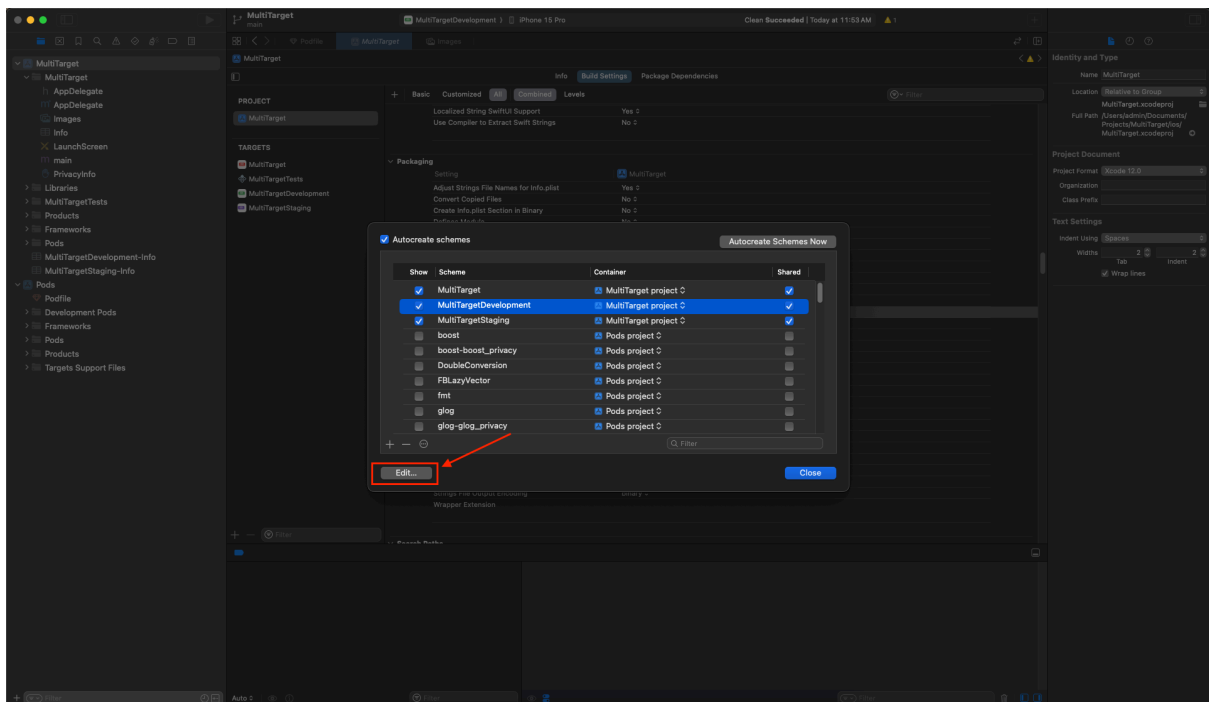 MultiTarget
main
MultiTargetDevelopment
iPhone 15 Pro
Clean Succeeded | Today at 11:53 AM
1
Podfile
MultiTarget
Images
MultiTarget
MultiTarget
MultiTarget
AppDelegate
AppDelegate
Images
Info
LaunchScreen
main
PrivacyInfo
Libraries
MultiTargetTests
Products
Frameworks
Pods
MultiTargetDevelopment-Info
MultiTargetStaging-Info
Pods
Podfile
Development Pods
Frameworks
Pods
Products
Targets Support Files
Filter
Info Build Settings Package Dependencies
PROJECT
MultiTarget
TARGETS
MultiTarget
MultiTargetTests
MultiTargetDevelopment
MultiTargetStaging
Filter
Basic Customized All Combined Levels
Filter
Localized String SwiftUI Support Yes
Use Compiler to Extract Swift Strings No
Packaging
Setting MultiTarget
Adjust Strings File Names for Info.plist Yes
Convert Copied Files No
Create Info.plist Section in Binary No
Defines Module No
Autocreate schemes
Autocreate Schemes Now
Show Scheme Container Shared
MultiTarget MultiTarget project
MultiTargetDevelopment MultiTarget project
MultiTargetStaging MultiTarget project
boost Pods project
boost-boost_privacy Pods project
DoubleConversion Pods project
FBLazyVector Pods project
fmt Pods project
glog Pods project
glog-glog_privacy Pods project
Filter
Edit...
Close
Strings File Output Encoding binary
Wrapper Extension
Search Paths
Auto
Filter
Filter
Identity and Type
Name MultiTarget
Location Relative to Group
MultiTarget.xcodeproj
Full Path /Users/admin/Documents/
Projects/MultiTarget/ios/
MultiTarget.xcodeproj
Project Document
Project Format Xcode 12.0
Organization
Class Prefix
Text Settings
Indent Using Spaces
Widths 2 2
Tab Indent
Wrap lines